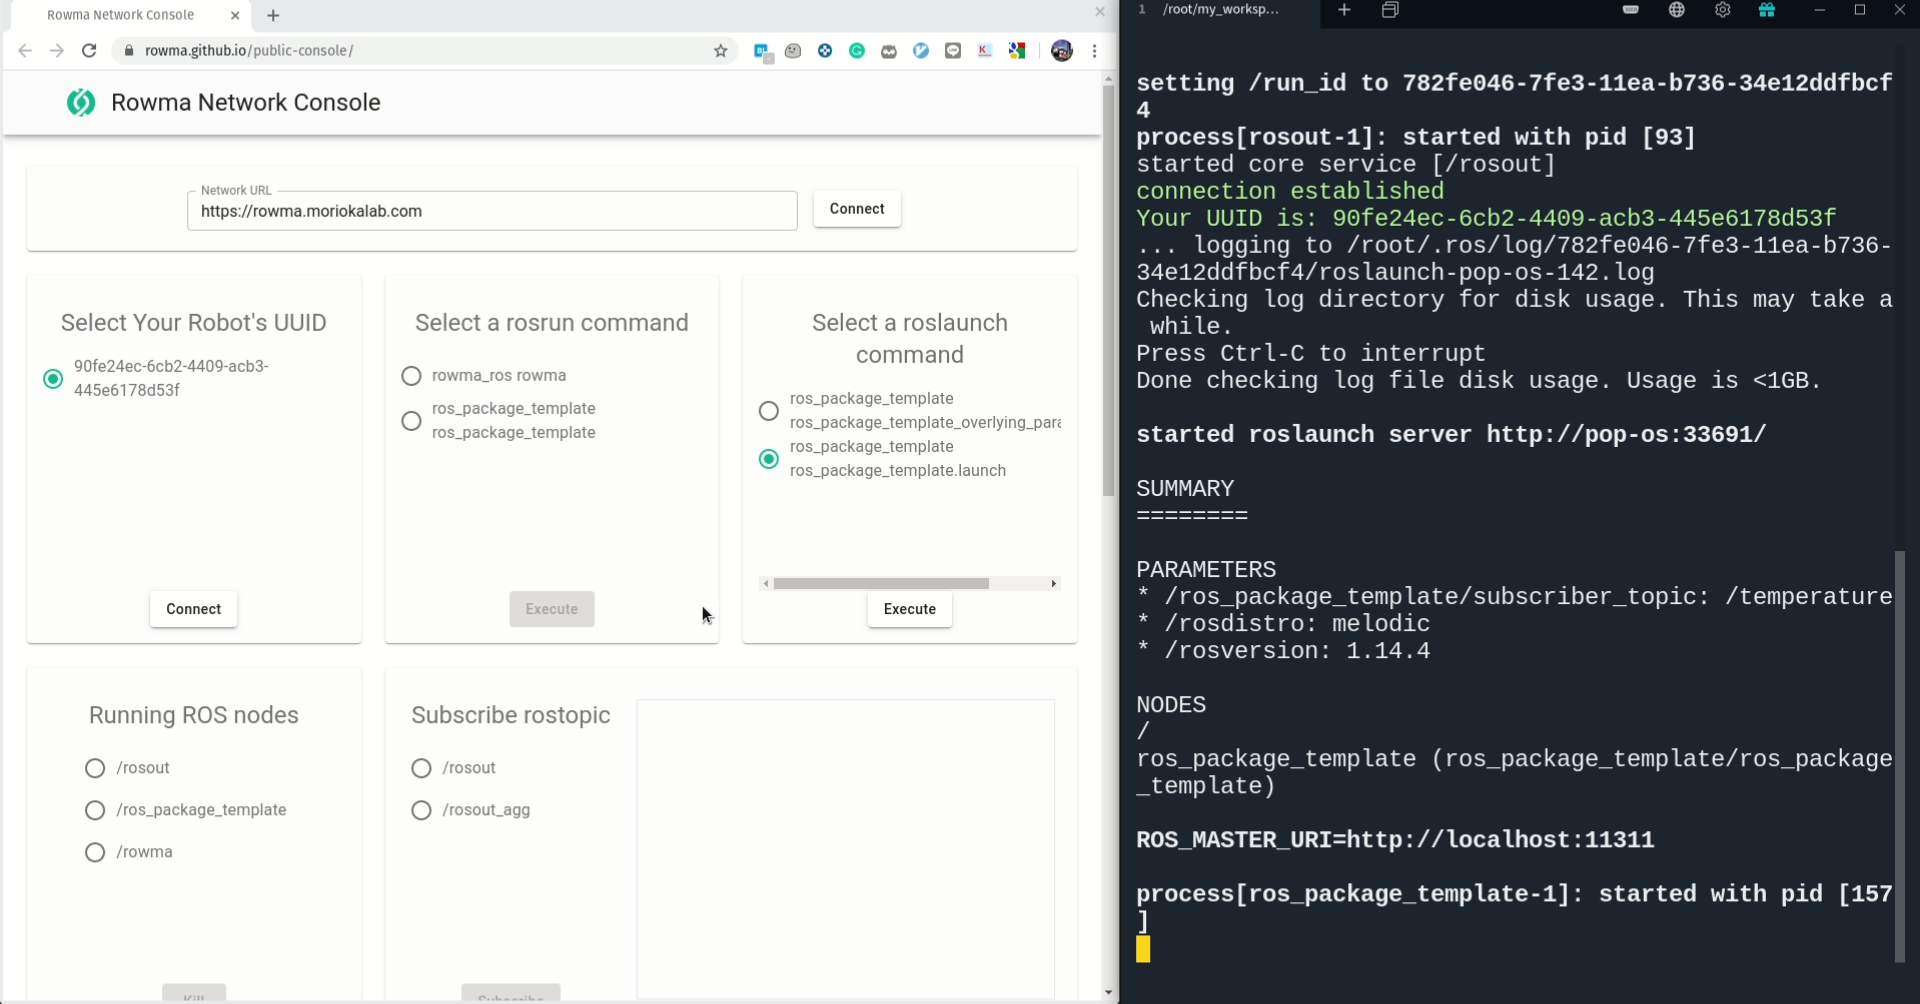 Rowma Network Console
rowma.github.io/public-console/
Rowma Network Console
Network URL
https://rowma.moriokalab.com
Connect
Select Your Robot's UUID
90fe24ec-6cb2-4409-acb3-
445e6178d53f
Connect
Select a rosrun command
rowma_ros rowma
ros_package_template
ros_package_template
Execute
Select a roslaunch
command
ros_package_template
ros_package_template_overlying_para
ros_package_template
ros_package_template.launch
Execute
Running ROS nodes
/rosout
/ros_package_template
/rowma
Kill
Subscribe rostopic
/rosout
/rosout_agg
Subscribe
1 /root/my_worksp...
setting /run_id to 782fe046-7fe3-11ea-b736-34e12ddfbcf
4
process[rosout-1]: started with pid [93]
started core service [/rosout]
connection established
Your UUID is: 90fe24ec-6cb2-4409-acb3-445e6178d53f
... logging to /root/.ros/log/782fe046-7fe3-11ea-b736-
34e12ddfbcf4/roslaunch-pop-os-142.log
Checking log directory for disk usage. This may take a
while.
Press Ctrl-C to interrupt
Done checking log file disk usage. Usage is <1GB.
started roslaunch server http://pop-os:33691/
SUMMARY
========
PARAMETERS
* /ros_package_template/subscriber_topic: /temperature
* /rosdistro: melodic
* /rosversion: 1.14.4
NODES
/
ros_package_template (ros_package_template/ros_package
_template)
ROS_MASTER_URI=http://localhost:11311
process[ros_package_template-1]: started with pid [157
]